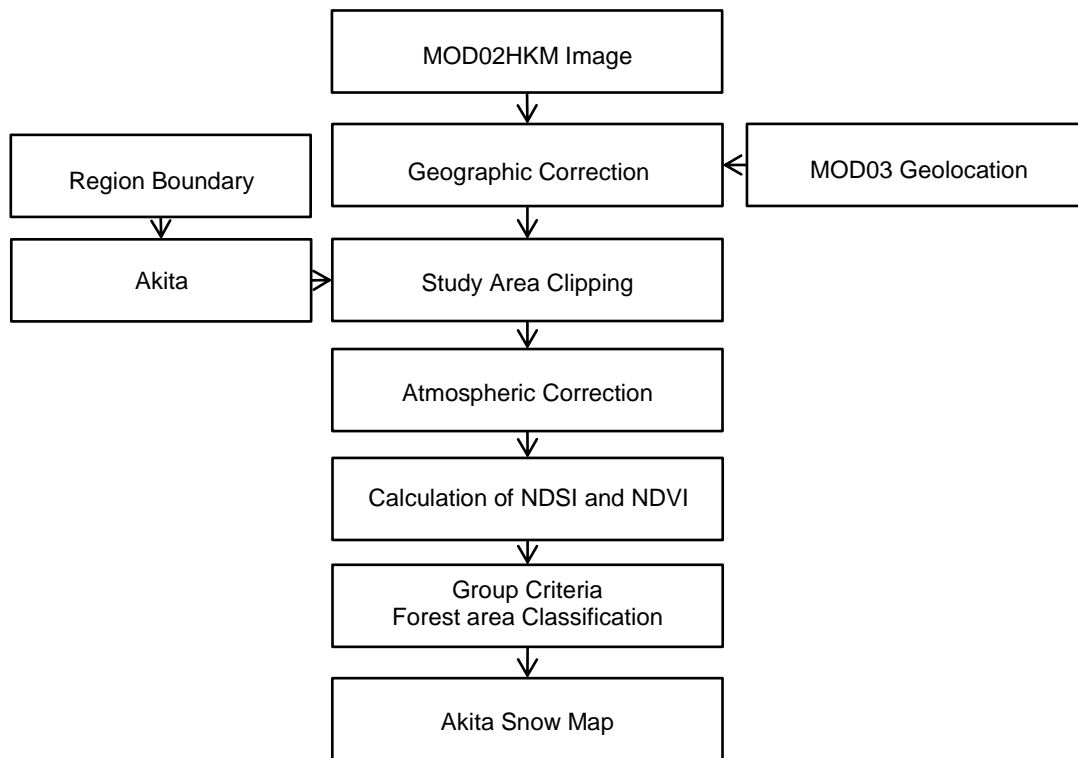 MOD02HKM Image
Region Boundary
Geographic Correction
MOD03 Geolocation
Akita
Study Area Clipping
Atmospheric Correction
Calculation of NDSI and NDVI
Group Criteria
Forest area Classification
Akita Snow Map